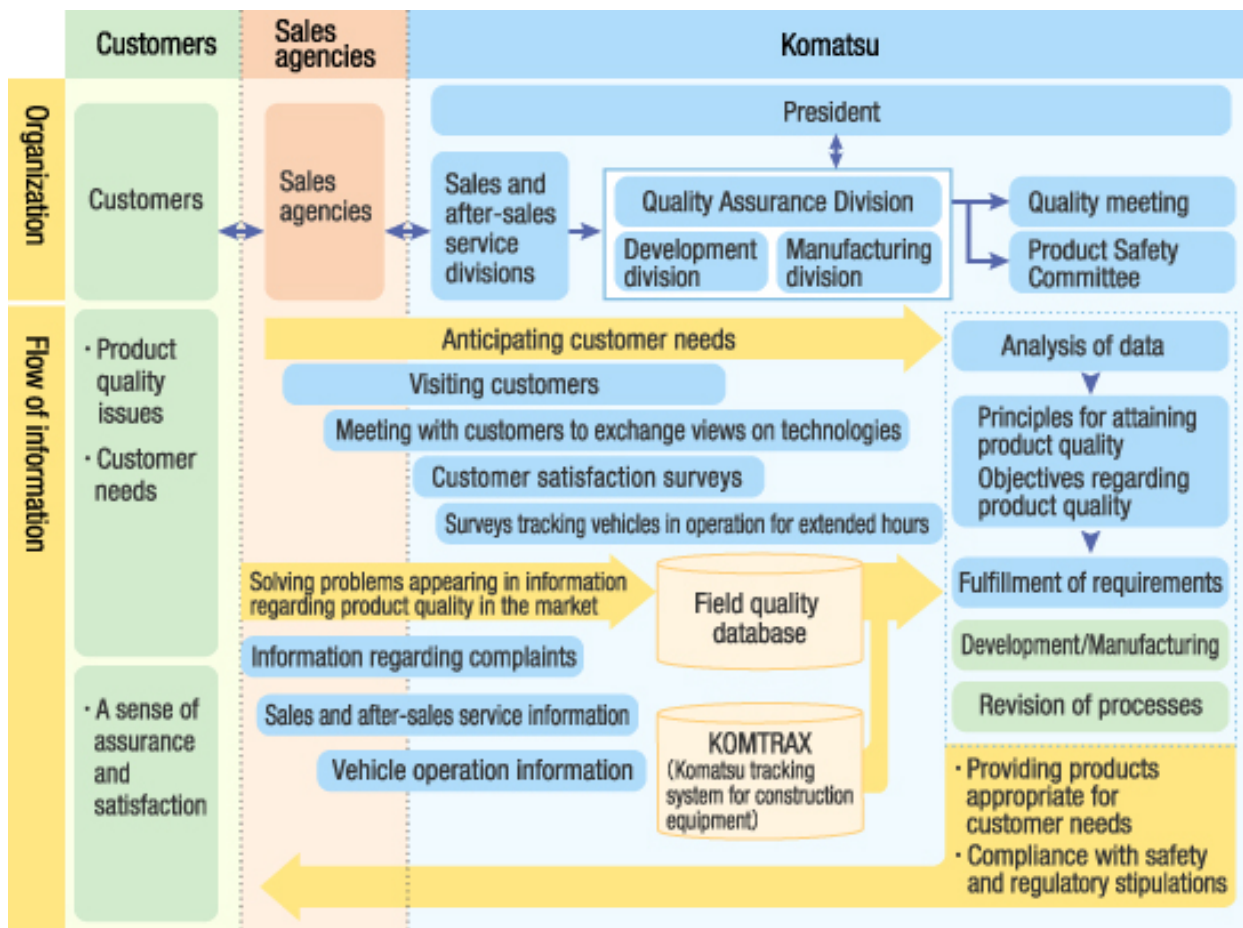 Customers
Sales
agencies
Komatsu
Organization
Customers
Sales
agencies
President
Sales and
after-sales
service
divisions
Quality Assurance Division
Development
division
Manufacturing
division
Quality meeting
Product Safety
Committee
Flow of information
· Product
quality
issues
· Customer
needs
· A sense of
assurance
and
satisfaction
Anticipating customer needs
Visiting customers
Meeting with customers to exchange views on technologies
Customer satisfaction surveys
Surveys tracking vehicles in operation for extended hours
Solving problems appearing in information
regarding product quality in the market
Information regarding complaints
Sales and after-sales service information
Vehicle operation information
Field quality
database
KOMTRAX
(Komatsu tracking
system for construction
equipment)
Analysis of data
Principles for attaining
product quality
Objectives regarding
product quality
Fulfillment of requirements
Development/Manufacturing
Revision of processes
· Providing products
appropriate for
customer needs
· Compliance with safety
and regulatory stipulations